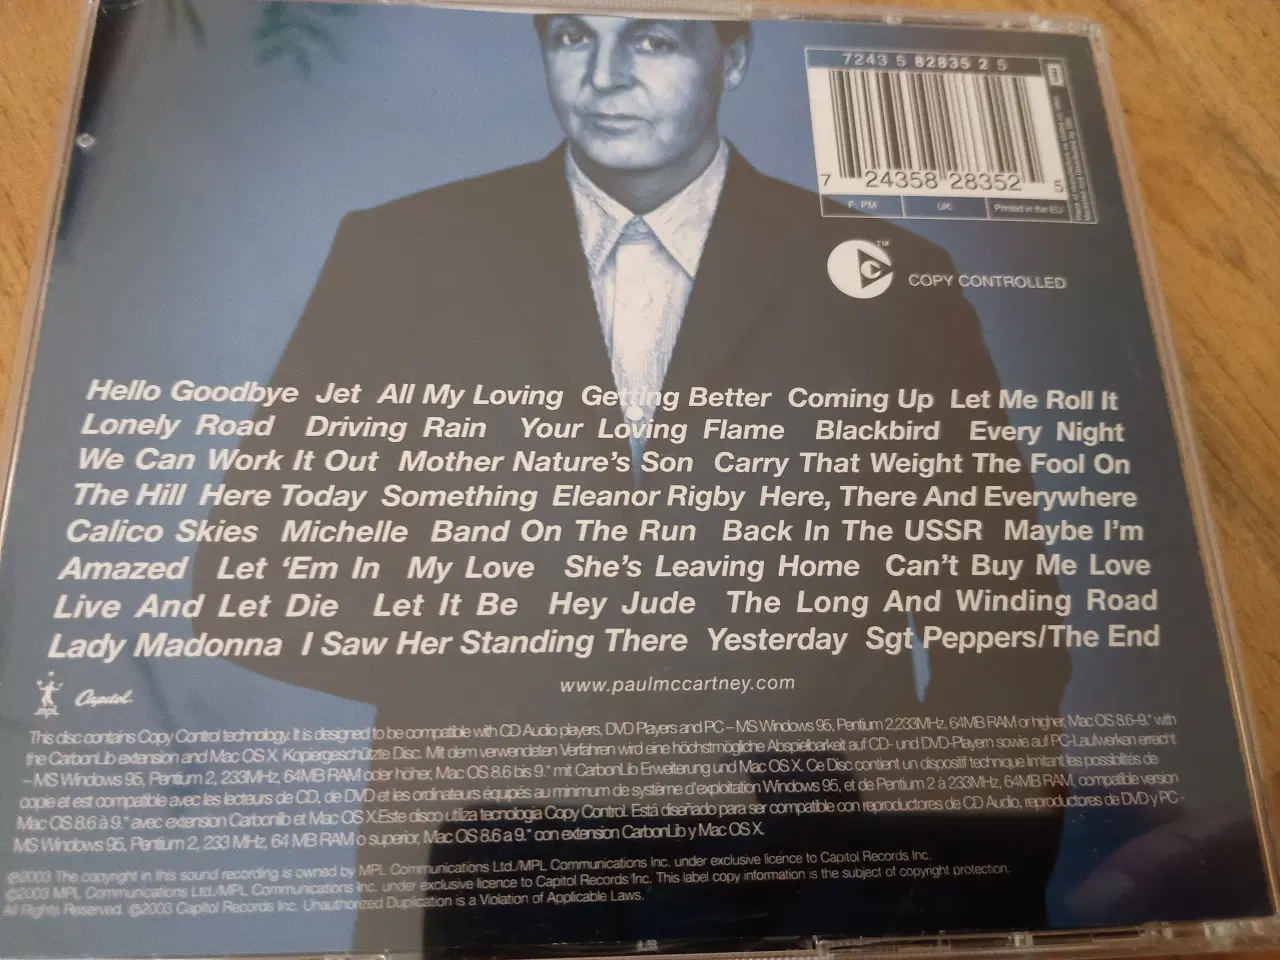 7243 5 82835 2 5
7 24358 28352 5
F: PM UK: Printed in the EU
COPY CONTROLLED
Hello Goodbye Jet All My Loving Getting Better Coming Up Let Me Roll It
Lonely Road Driving Rain Your Loving Flame Blackbird Every Night
We Can Work It Out Mother Nature's Son Carry That Weight The Fool On
The Hill Here Today Something Eleanor Rigby Here, There And Everywhere
Calico Skies Michelle Band On The Run Back In The USSR Maybe I'm
Amazed Let 'Em In My Love She's Leaving Home Can't Buy Me Love
Live And Let Die Let It Be Hey Jude The Long And Winding Road
Lady Madonna I Saw Her Standing There Yesterday Sgt Peppers/The End
www.paulmccartney.com
mpl Capitol
This disc contains Copy Control technology. It is designed to be compatible with CD Audio players, DVD Players and PC – MS Windows 95, Pentium 2,233MHz, 64MB RAM or higher, Mac OS 8.6-9.* with
the CarbonLib extension and Mac OS X. Kopiergeschützte Disc. Mit dem verwendeten Verfahren wird eine höchstmögliche Abspielbarkeit auf CD- und DVD-Playern sowie auf PC-Laufwerken erreicht
– MS Windows 95, Pentium 2, 233MHz, 64MB RAM oder höher, Mac OS 8.6 bis 9.* mit CarbonLib Erweiterung und Mac OS X. Ce Disc contient un dispositif technique limitant les possibilités de
copie et est compatible avec les lecteurs de CD, de DVD et les ordinateurs équipés au minimum de système d'exploitation Windows 95, et de Pentium 2 à 233MHz, 64MB RAM, compatible version
Mac OS 8.6 à 9.* avec extension Carbonlib et Mac OS X.Este disco utiliza tecnologia Copy Control. Está diseñado para ser compatible con reproductores de CD Audio, reproductores de DVD y PC -
MS Windows 95, Pentium 2, 233 MHz, 64 MB RAM o superior, Mac OS 8.6 a 9.* con extensión CarbonLib y Mac OS X.
℗2003 The copyright in this sound recording is owned by MPL Communications Ltd./MPL Communications Inc. under exclusive licence to Capitol Records Inc.
©2003 MPL Communications Ltd./MPL Communications Inc. under exclusive licence to Capitol Records Inc. This label copy information is the subject of copyright protection.
All Rights Reserved. ℗2003 Capitol Records Inc. Unauthorized Duplication is a Violation of Applicable Laws.